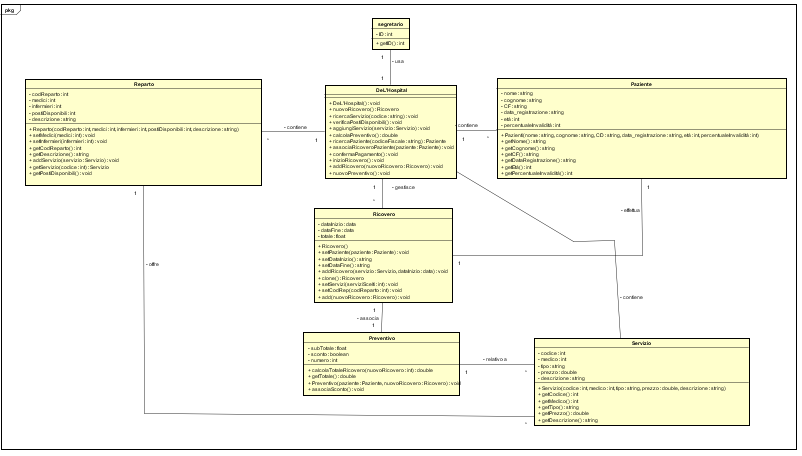 pkg
segretario
- ID : int
+ getID() : int
1
- usa
1
Reparto
- codReparto : int
- medici : int
- infermieri : int
- postiDisponibili : int
- descrizione : string
+ Reparto(codReparto : int, medici : int, infermieri : int, postiDisponibili : int, descrizione : string)
+ setMedici(medici : int) : void
+ setInfermieri(infermieri : int) : void
+ getCodReparto() : int
+ getDescrizione() : string
+ addServizio(servizio : Servizio) : void
+ getServizio(codice : int) : Servizio
+ getPostiDisponibili() : void
- contiene
*
1
DeL'Hospital
+ DeL'Hospital() : void
+ nuovoRicovero() : Ricovero
+ ricercaServizio(codice : string) : void
+ verificaPostiDisponibili() : void
+ aggiungiServizio(servizio : Servizio) : void
+ calcolaPreventivo() : double
+ ricercaPaziente(codiceFiscale : string) : Paziente
+ associaRicoveroPaziente(paziente : Paziente) : void
+ confermaPagamento() : void
+ inizioRicovero() : void
+ addRicovero(nuovoRicovero : Ricovero) : void
+ nuovoPreventivo() : void
contiene
1
*
Paziente
- nome : string
- cognome : string
- CF : string
- data_registrazione : string
- età : int
- percentualeInvalidità : int
+ Pazient(nome : string, cognome : string, CD : string, data_registrazione : string, età : int, percentualeInvalidità : int)
+ getNome() : string
+ getCognome() : string
+ getCF() : string
+ getDataRegistrazione() : string
+ getEtà() : int
+ getPercentualeInvalidità() : int
1
- gestisce
*
1
- effettua
1
1
- offre
Ricovero
- dataInizio : data
- dataFine : data
- totale : float
+ Ricovero()
+ setPaziente(paziente : Paziente) : void
+ setDataInizio() : string
+ setDataFine() : string
+ addRicovero(servizio : Servizio, dataInizio : data) : void
+ clone() : Ricovero
+ setServizi(serviziScelti : int) : void
+ setCodRep(codReparto : int) : void
+ add(nuovoRicovero : Ricovero) : void
- contiene
1
- associa
1
Preventivo
- subTotale : float
- sconto : boolean
- numero : int
+ calcolaTotaleRicovero(nuovoRicovero : int) : double
+ getTotale() : double
+ Preventivo(paziente : Paziente, nuovoRicovero : Ricovero) : void
+ associaSconto() : void
- relativo a
1
*
Servizio
- codice : int
- medico : int
- tipo : string
- prezzo : double
- descrizione : string
+ Servizio(codice : int, medico : int, tipo : string, prezzo : double, descrizione : string)
+ getCodice() : int
+ getMedico() : int
+ getTipo() : string
+ getPrezzo() : double
+ getDescrizione() : string
*